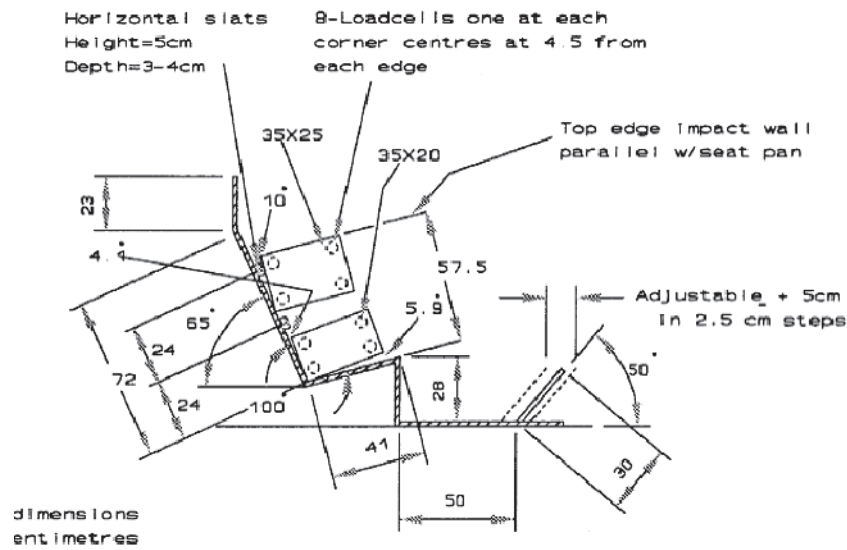 Horizontal slats
Height=5cm
Depth=3-4cm
8-Loadcells one at each
corner centres at 4.5 from
each edge
Top edge impact wall
parallel w/seat pan
35X25
35X20
23
10°
4.1°
57.5
5.9°
Adjustable + 5cm
in 2.5 cm steps
65°
24
72
24
100°
28
50°
41
50
30
dimensions
entimetres